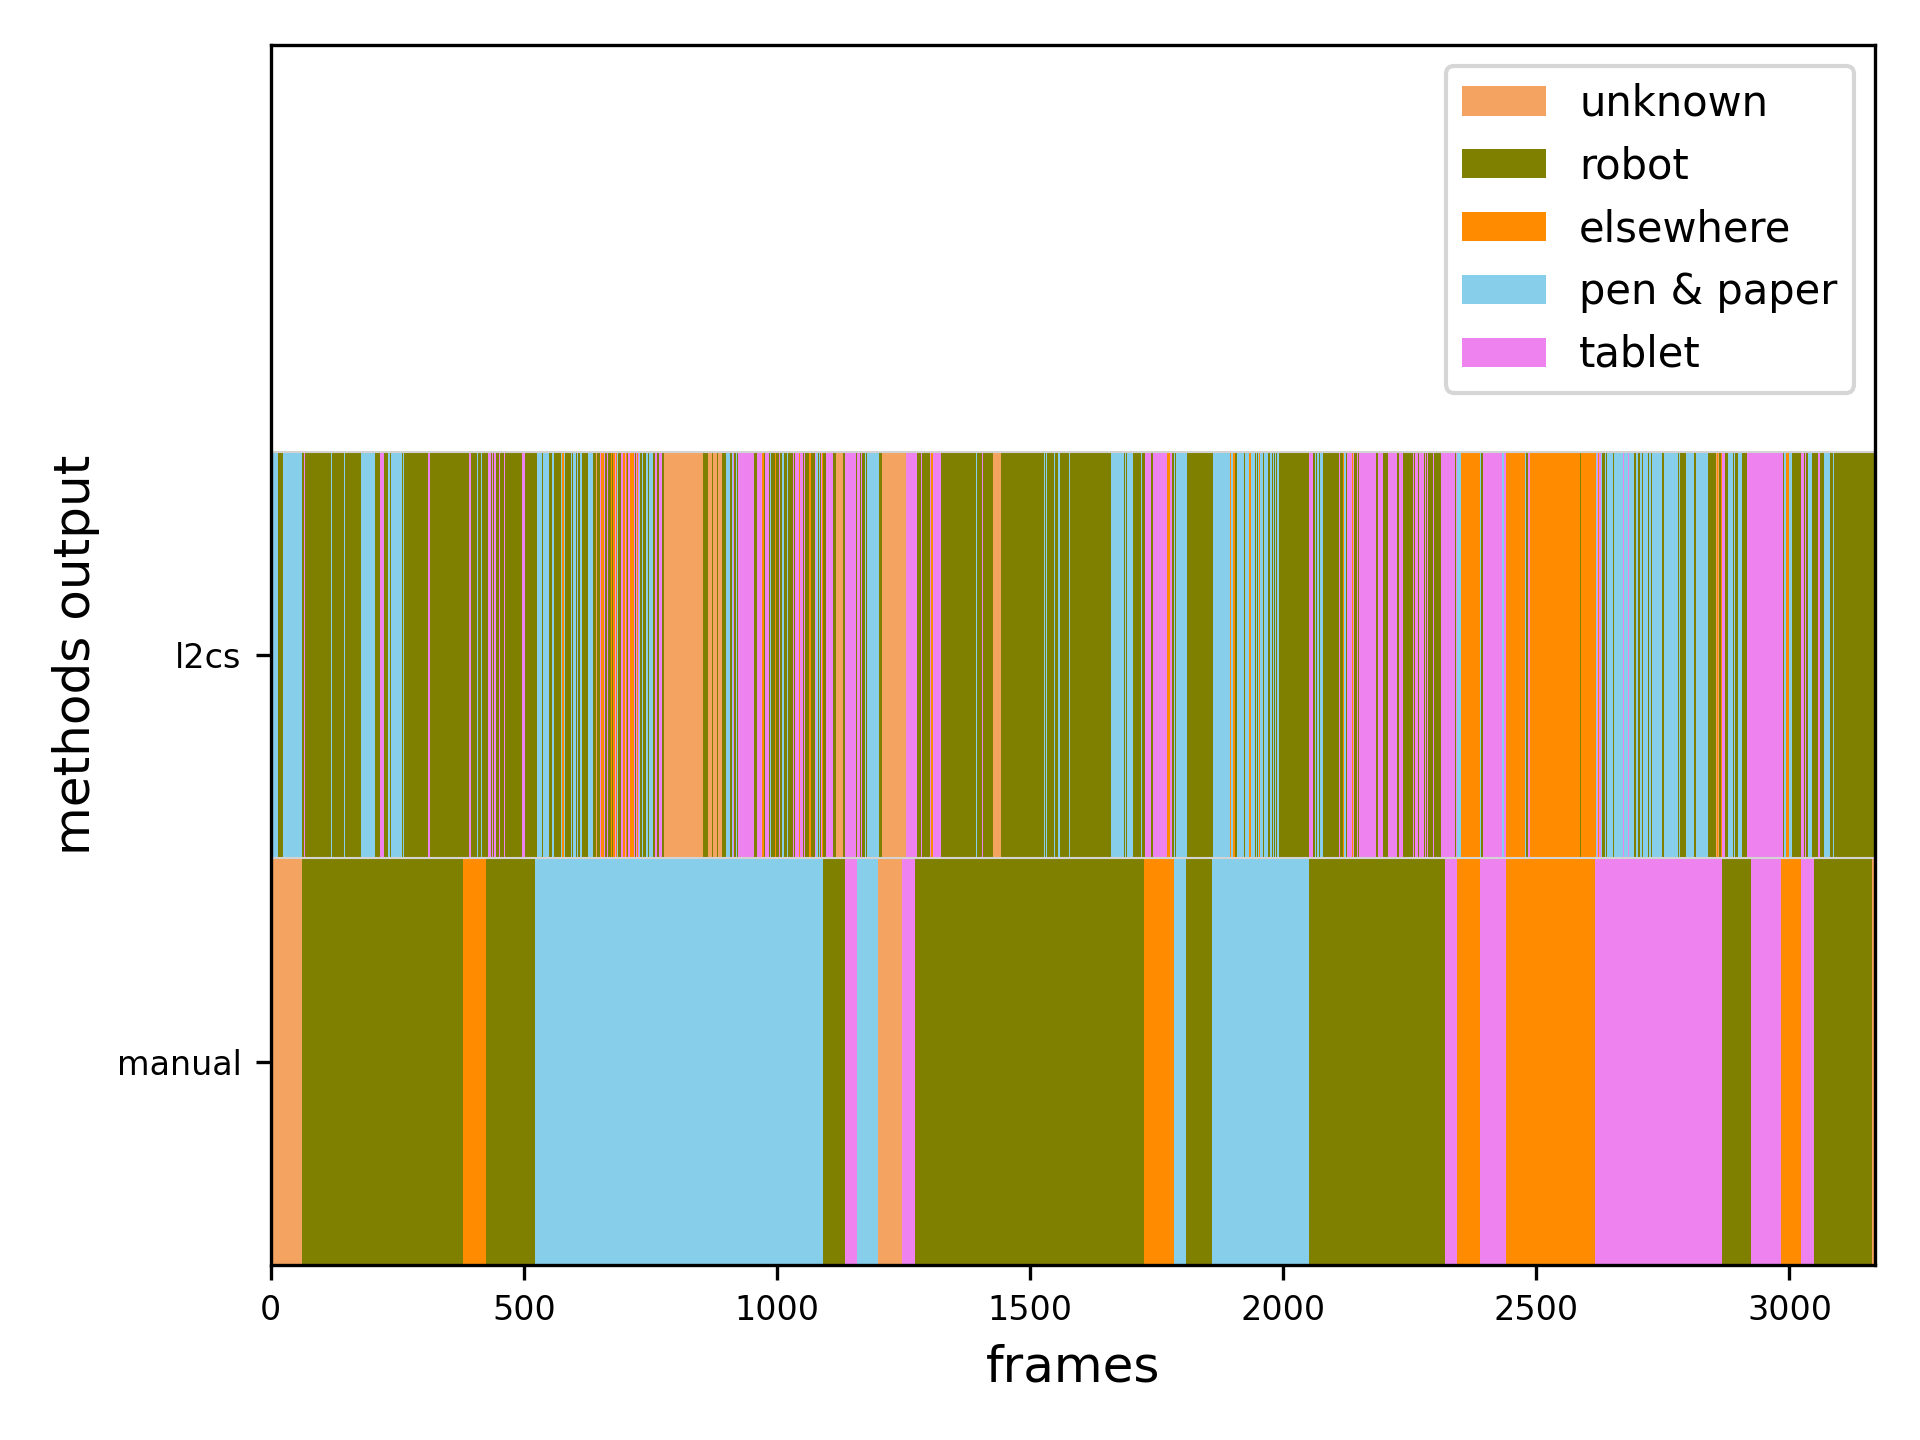 unknown
robot
elsewhere
pen & paper
tablet
methods output
l2cs
manual
0 500 1000 1500 2000 2500 3000
frames